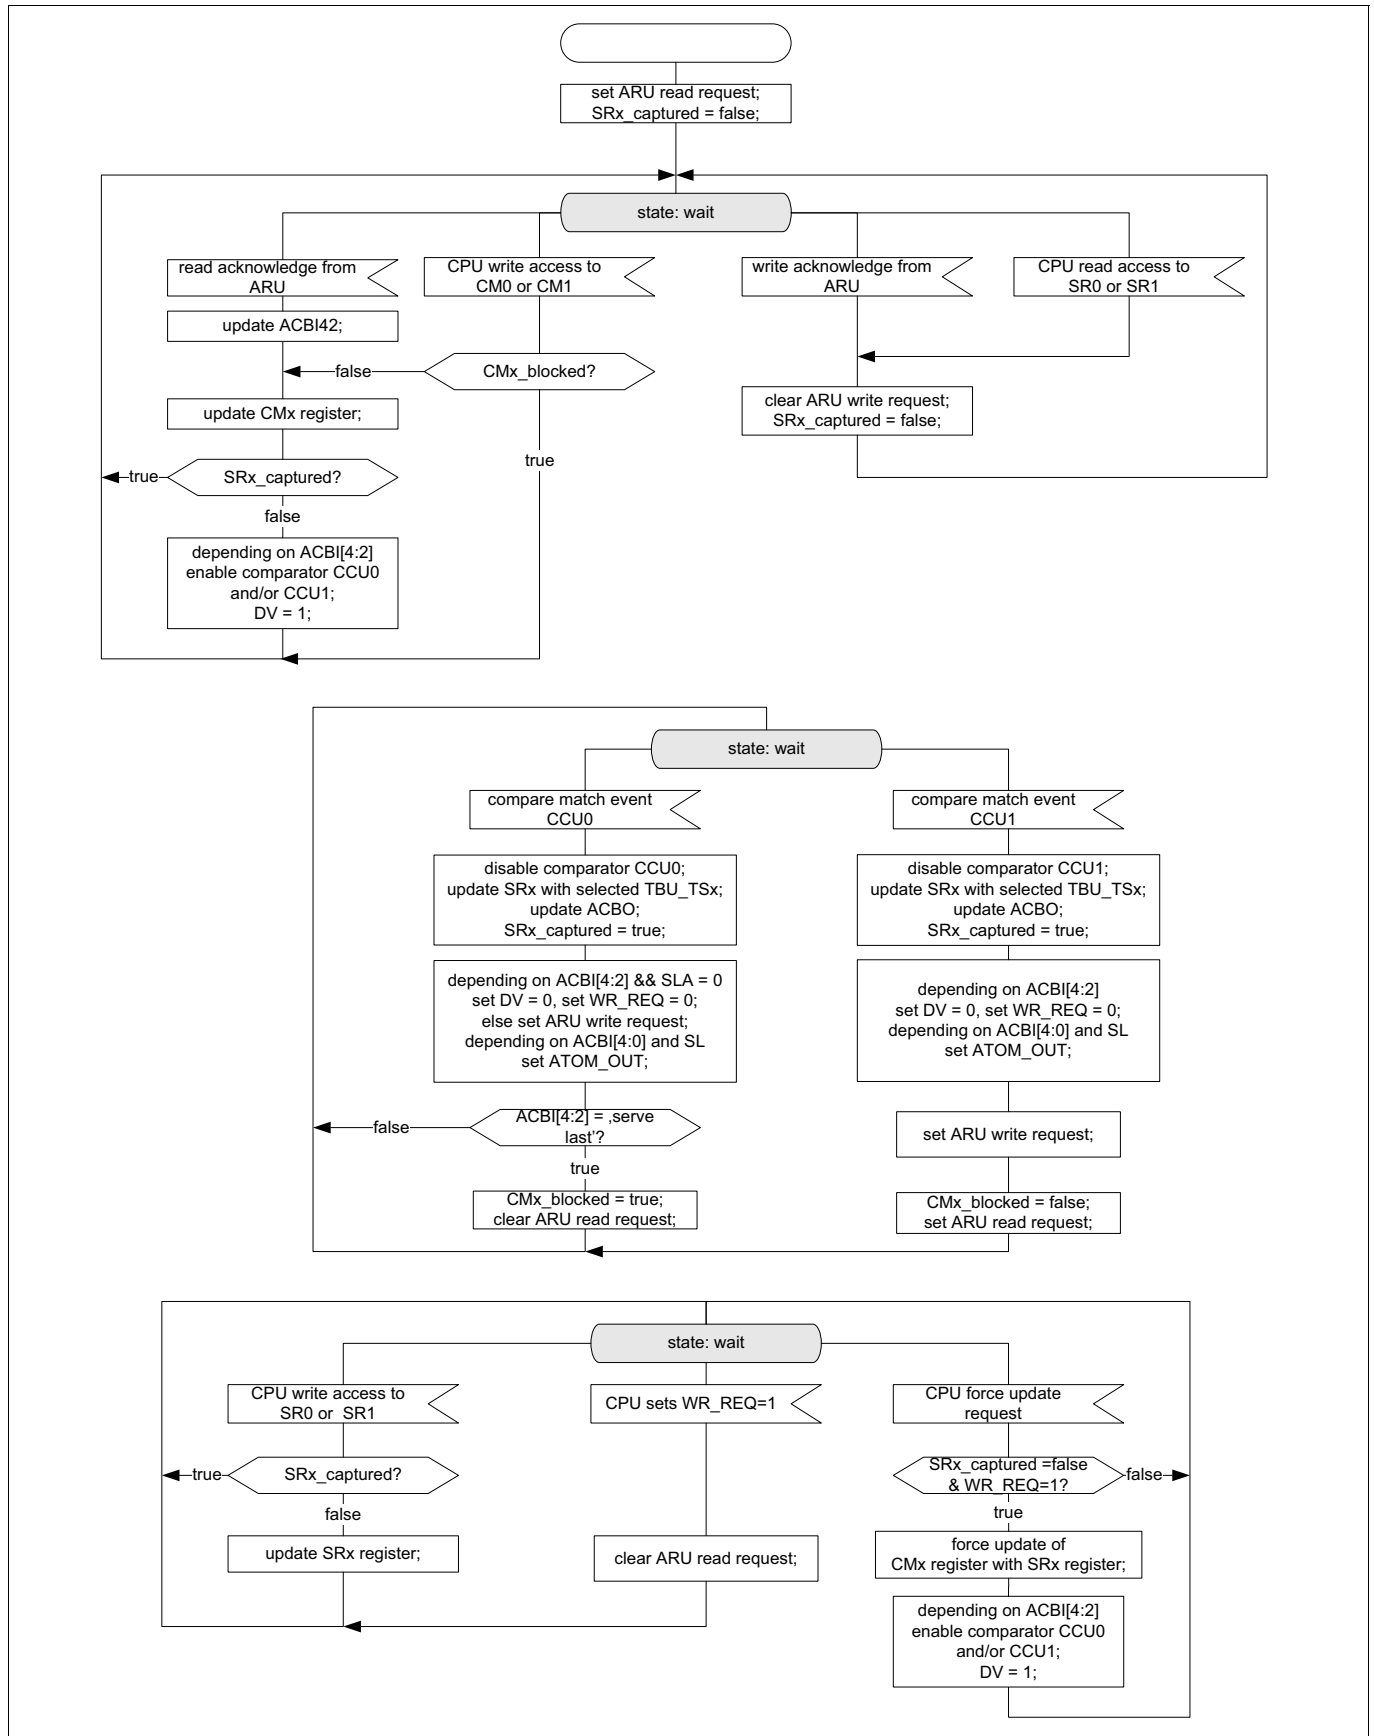 set ARU read request;
SRx_captured = false;
state: wait
read acknowledge from
ARU
CPU write access to
CM0 or CM1
write acknowledge from
ARU
CPU read access to
SR0 or SR1
update ACBI42;
false
CMx_blocked?
update CMx register;
clear ARU write request;
SRx_captured = false;
true
true
SRx_captured?
false
depending on ACBI[4:2]
enable comparator CCU0
and/or CCU1;
DV = 1;
state: wait
compare match event
CCU0
compare match event
CCU1
disable comparator CCU0;
update SRx with selected TBU_TSx;
update ACBO;
SRx_captured = true;
disable comparator CCU1;
update SRx with selected TBU_TSx;
update ACBO;
SRx_captured = true;
depending on ACBI[4:2] && SLA = 0
set DV = 0, set WR_REQ = 0;
else set ARU write request;
depending on ACBI[4:0] and SL
set ATOM_OUT;
depending on ACBI[4:2]
set DV = 0, set WR_REQ = 0;
depending on ACBI[4:0] and SL
set ATOM_OUT;
false
ACBI[4:2] = ‚serve
last’?
set ARU write request;
true
CMx_blocked = true;
clear ARU read request;
CMx_blocked = false;
set ARU read request;
state: wait
CPU write access to
SR0 or SR1
CPU sets WR_REQ=1
CPU force update
request
true
SRx_captured?
SRx_captured =false
& WR_REQ=1?
false
false
true
update SRx register;
clear ARU read request;
force update of
CMx register with SRx register;
depending on ACBI[4:2]
enable comparator CCU0
and/or CCU1;
DV = 1;